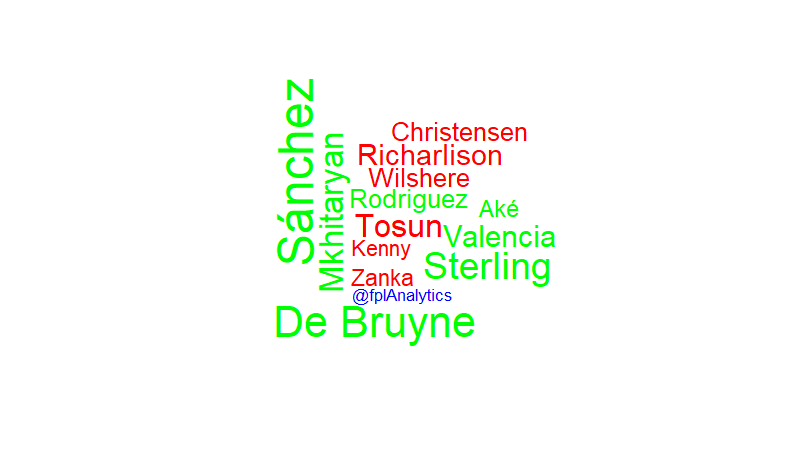 Sánchez
Mkhitaryan
Christensen
Richarlison
Wilshere
Rodriguez
Aké
Tosun
Valencia
Kenny
Sterling
Zanka
@fplAnalytics
De Bruyne